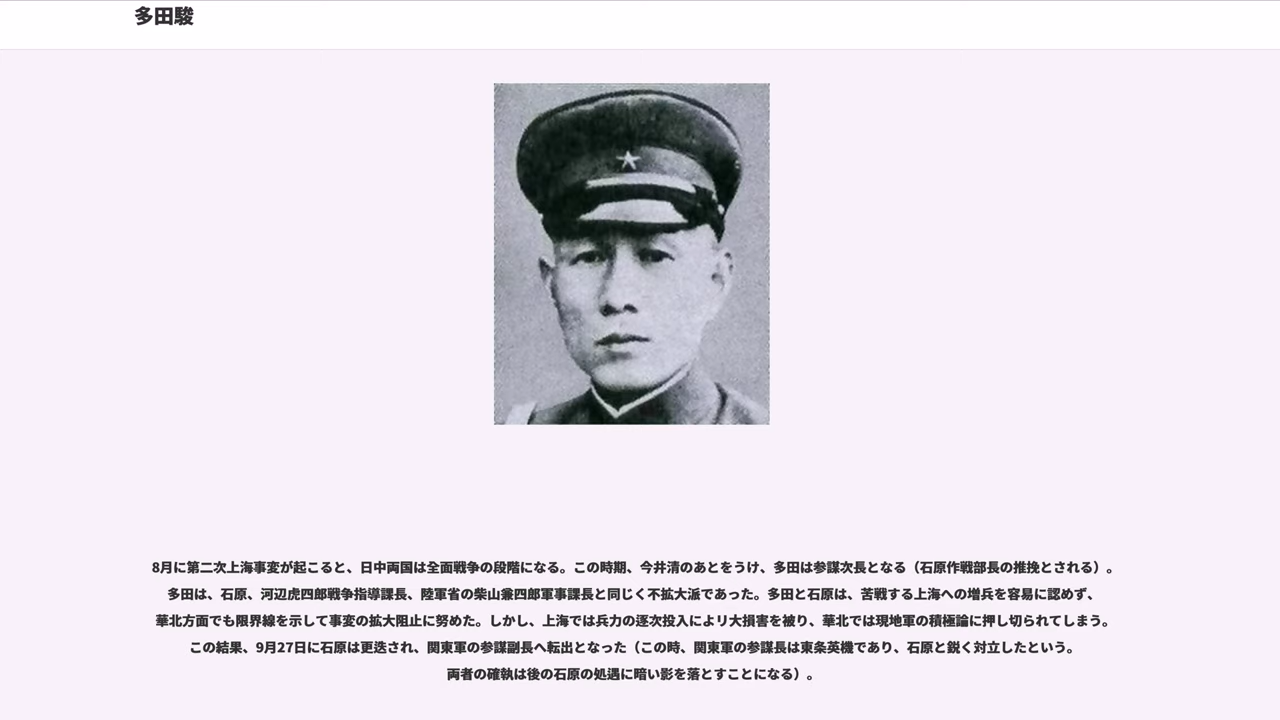 多田駿
8月に第二次上海事変が起こると、日中両国は全面戦争の段階になる。この時期、今井清のあとをうけ、多田は参謀次長となる（石原作戦部長の推挽とされる）。
多田は、石原、河辺虎四郎戦争指導課長、陸軍省の柴山兼四郎軍事課長と同じく不拡大派であった。多田と石原は、苦戦する上海への増兵を容易に認めず、
華北方面でも限界線を示して事変の拡大阻止に努めた。しかし、上海では兵力の逐次投入により大損害を被り、華北では現地軍の積極論に押し切られてしまう。
この結果、9月27日に石原は更迭され、関東軍の参謀副長へ転出となった（この時、関東軍の参謀長は東条英機であり、石原と鋭く対立したという。
両者の確執は後の石原の処遇に暗い影を落とすことになる）。